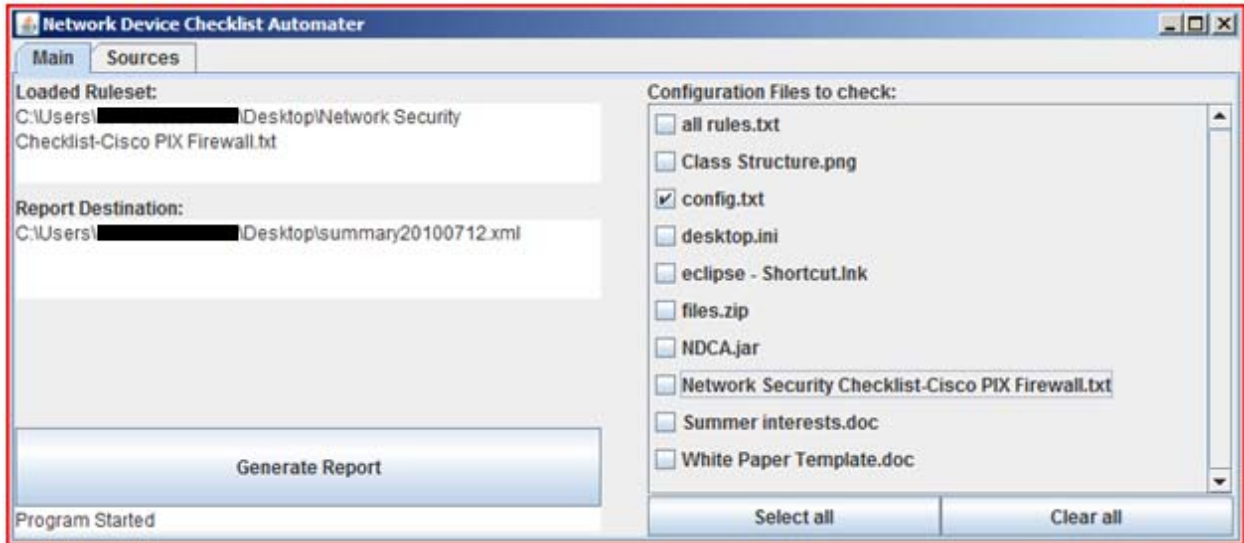 Network Device Checklist Automater
Main
Sources
Loaded Ruleset:
C:\Users\ \Desktop\Network Security
Checklist-Cisco PIX Firewall.txt
Report Destination:
C:\Users\ \Desktop\summary20100712.xml
Generate Report
Program Started
Configuration Files to check:
all rules.txt
Class Structure.png
config.txt
desktop.ini
eclipse - Shortcut.lnk
files.zip
NDCA.jar
Network Security Checklist-Cisco PIX Firewall.txt
Summer interests.doc
White Paper Template.doc
Select all
Clear all